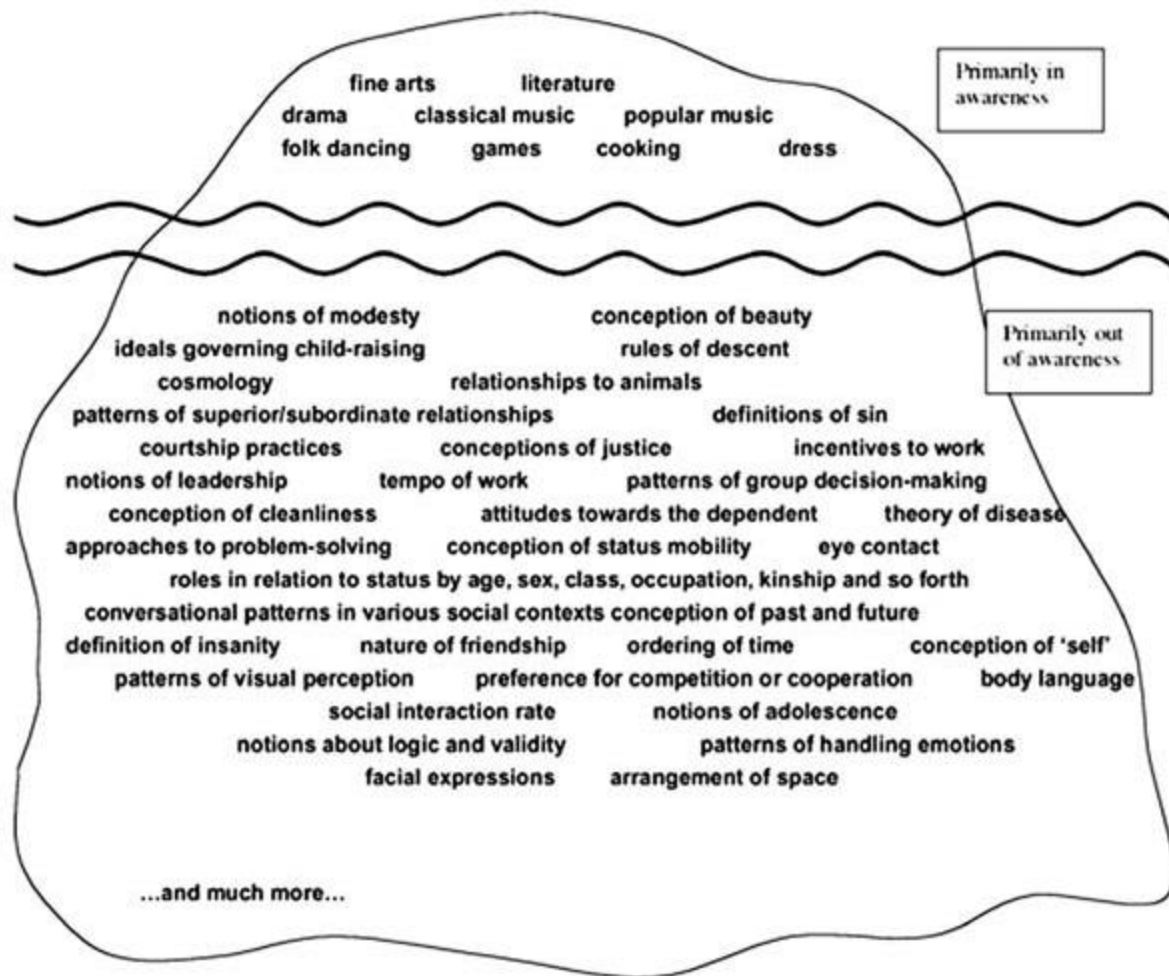 fine arts literature
drama classical music popular music
folk dancing games cooking dress
Primarily in
awareness
notions of modesty conception of beauty
ideals governing child-raising rules of descent
cosmology relationships to animals
patterns of superior/subordinate relationships definitions of sin
courtship practices conceptions of justice incentives to work
notions of leadership tempo of work patterns of group decision-making
conception of cleanliness attitudes towards the dependent theory of disease
approaches to problem-solving conception of status mobility eye contact
roles in relation to status by age, sex, class, occupation, kinship and so forth
conversational patterns in various social contexts conception of past and future
definition of insanity nature of friendship ordering of time conception of ‘self’
patterns of visual perception preference for competition or cooperation body language
social interaction rate notions of adolescence
notions about logic and validity patterns of handling emotions
facial expressions arrangement of space
…and much more…
Primarily out
of awareness